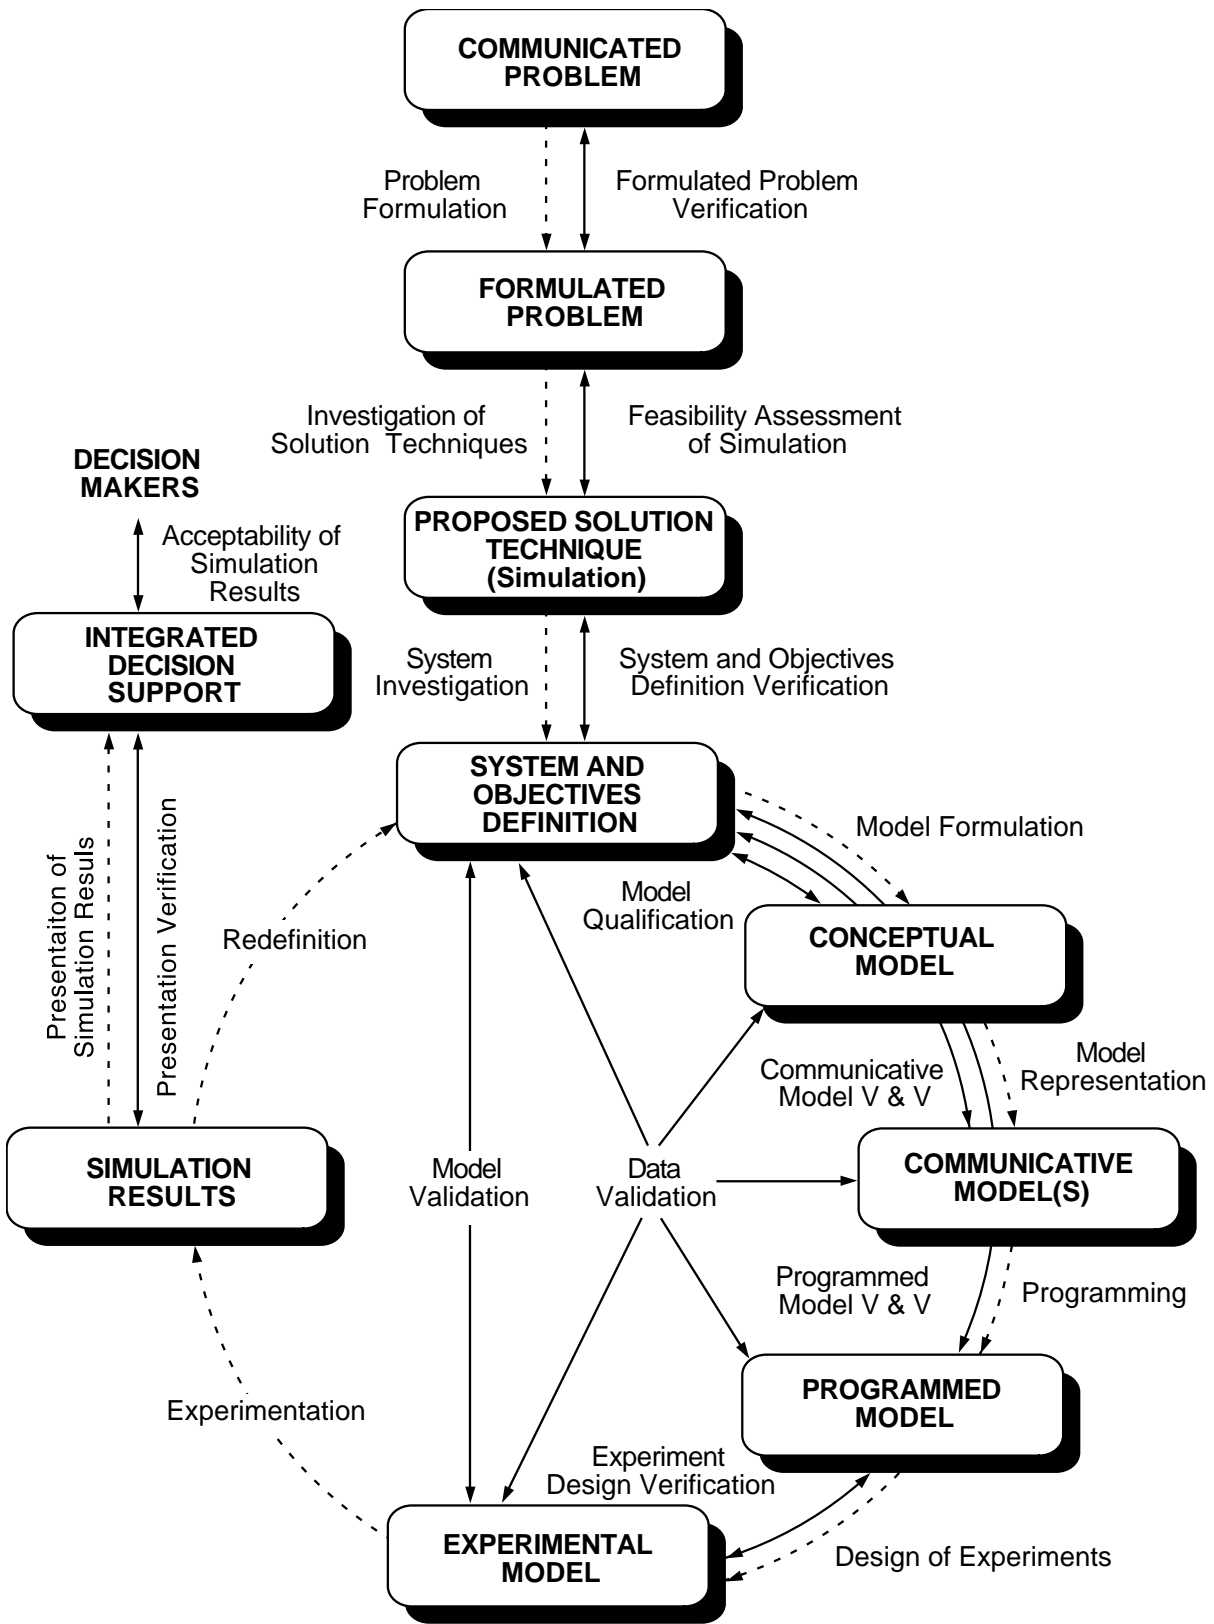 COMMUNICATED
PROBLEM
Problem
Formulation
Formulated Problem
Verification
FORMULATED
PROBLEM
Investigation of
Solution Techniques
Feasibility Assessment
of Simulation
DECISION
MAKERS
PROPOSED SOLUTION
TECHNIQUE
(Simulation)
Acceptability of
Simulation
Results
INTEGRATED
DECISION
SUPPORT
System
Investigation
System and Objectives
Definition Verification
SYSTEM AND
OBJECTIVES
DEFINITION
Model Formulation
Presentaiton of
Simulation Resuls
Presentation Verification
Redefinition
Model
Qualification
CONCEPTUAL
MODEL
Communicative
Model V & V
Model
Representation
SIMULATION
RESULTS
Model
Validation
Data
Validation
COMMUNICATIVE
MODEL(S)
Programmed
Model V & V
Programming
PROGRAMMED
MODEL
Experimentation
Experiment
Design Verification
EXPERIMENTAL
MODEL
Design of Experiments